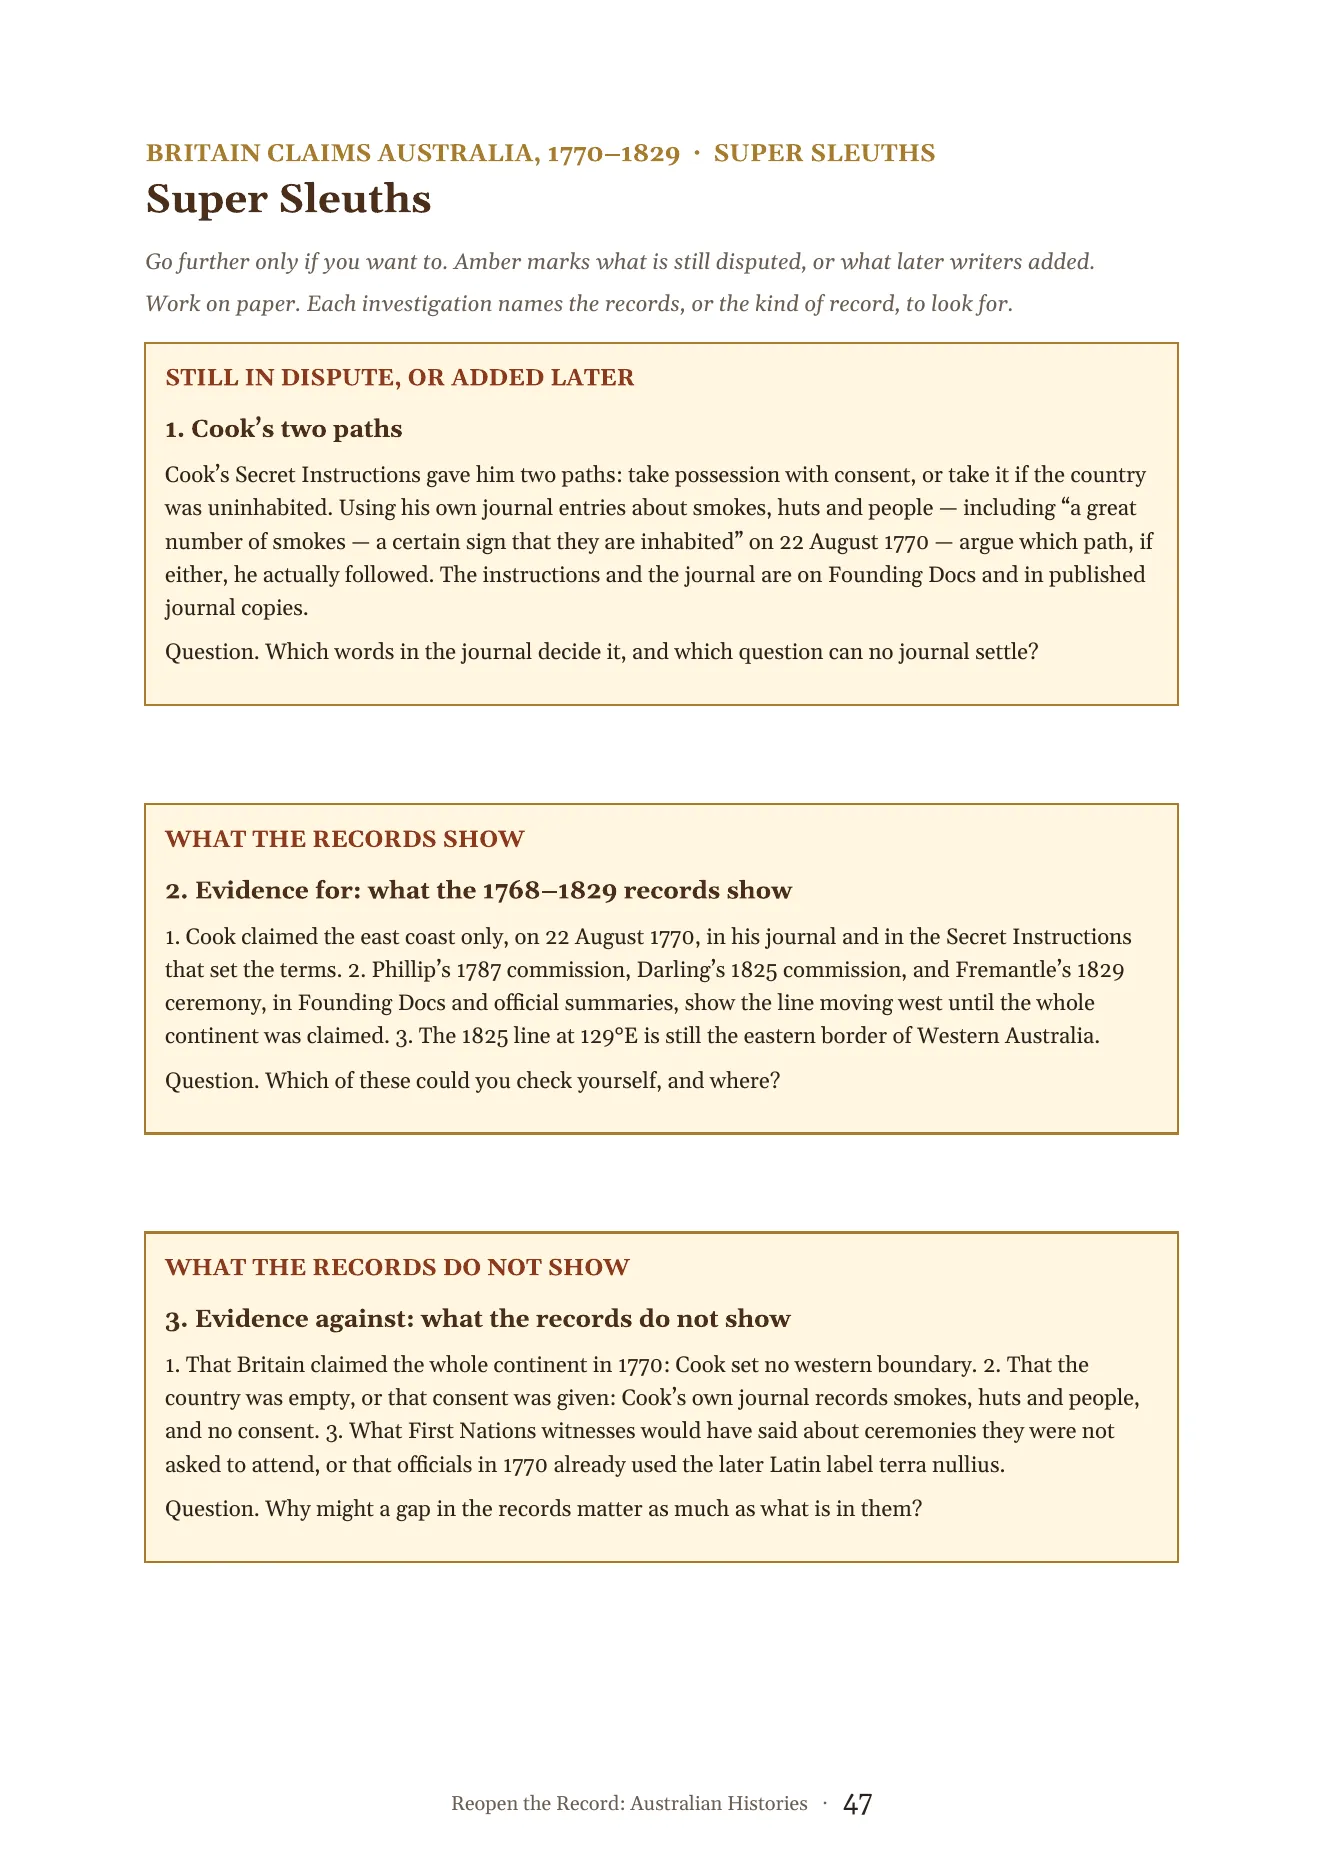 BRITAIN CLAIMS AUSTRALIA, 1770–1829 · SUPER SLEUTHS
Super Sleuths
Go further only if you want to. Amber marks what is still disputed, or what later writers added.
Work on paper. Each investigation names the records, or the kind of record, to look for.
STILL IN DISPUTE, OR ADDED LATER
1. Cook’s two paths
Cook’s Secret Instructions gave him two paths: take possession with consent, or take it if the country
was uninhabited. Using his own journal entries about smokes, huts and people — including “a great
number of smokes — a certain sign that they are inhabited” on 22 August 1770 — argue which path, if
either, he actually followed. The instructions and the journal are on Founding Docs and in published
journal copies.
Question. Which words in the journal decide it, and which question can no journal settle?
WHAT THE RECORDS SHOW
2. Evidence for: what the 1768–1829 records show
1. Cook claimed the east coast only, on 22 August 1770, in his journal and in the Secret Instructions
that set the terms. 2. Phillip’s 1787 commission, Darling’s 1825 commission, and Fremantle’s 1829
ceremony, in Founding Docs and official summaries, show the line moving west until the whole
continent was claimed. 3. The 1825 line at 129°E is still the eastern border of Western Australia.
Question. Which of these could you check yourself, and where?
WHAT THE RECORDS DO NOT SHOW
3. Evidence against: what the records do not show
1. That Britain claimed the whole continent in 1770: Cook set no western boundary. 2. That the
country was empty, or that consent was given: Cook’s own journal records smokes, huts and people,
and no consent. 3. What First Nations witnesses would have said about ceremonies they were not
asked to attend, or that officials in 1770 already used the later Latin label terra nullius.
Question. Why might a gap in the records matter as much as what is in them?
Reopen the Record: Australian Histories · 47